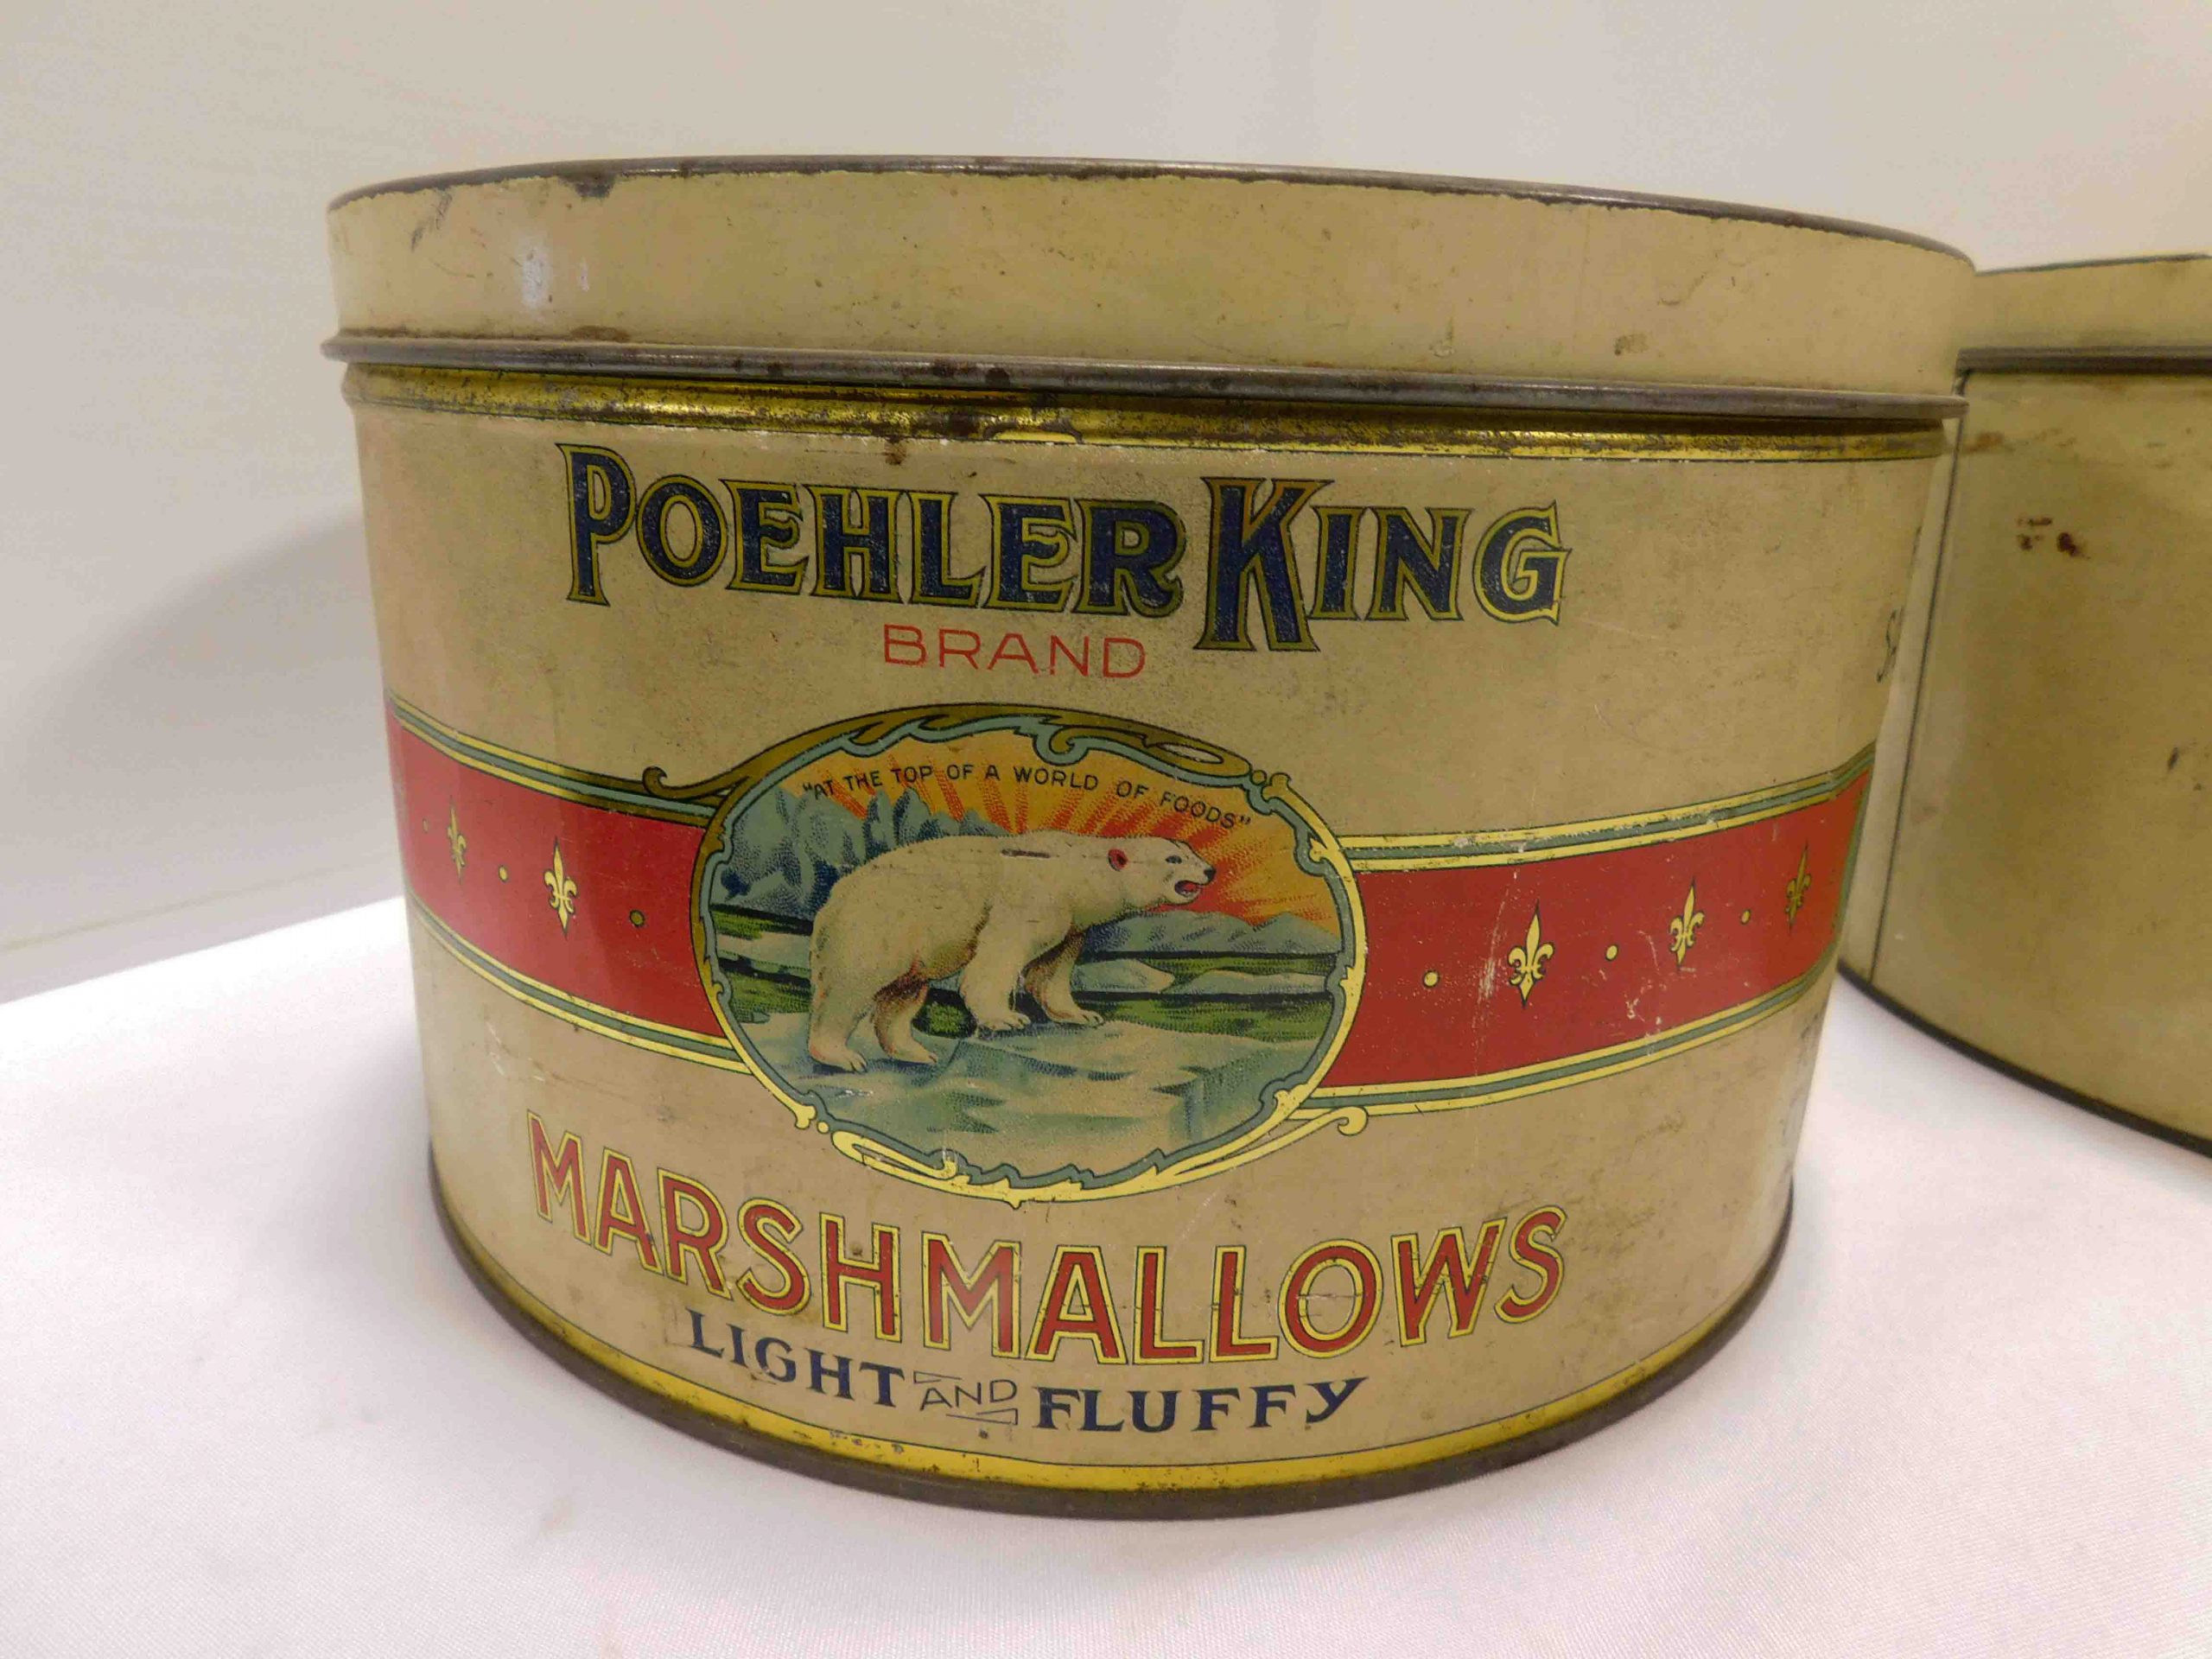 POEHLER KING
BRAND
"AT THE TOP OF A WORLD OF FOODS"
MARSHMALLOWS
LIGHT AND FLUFFY